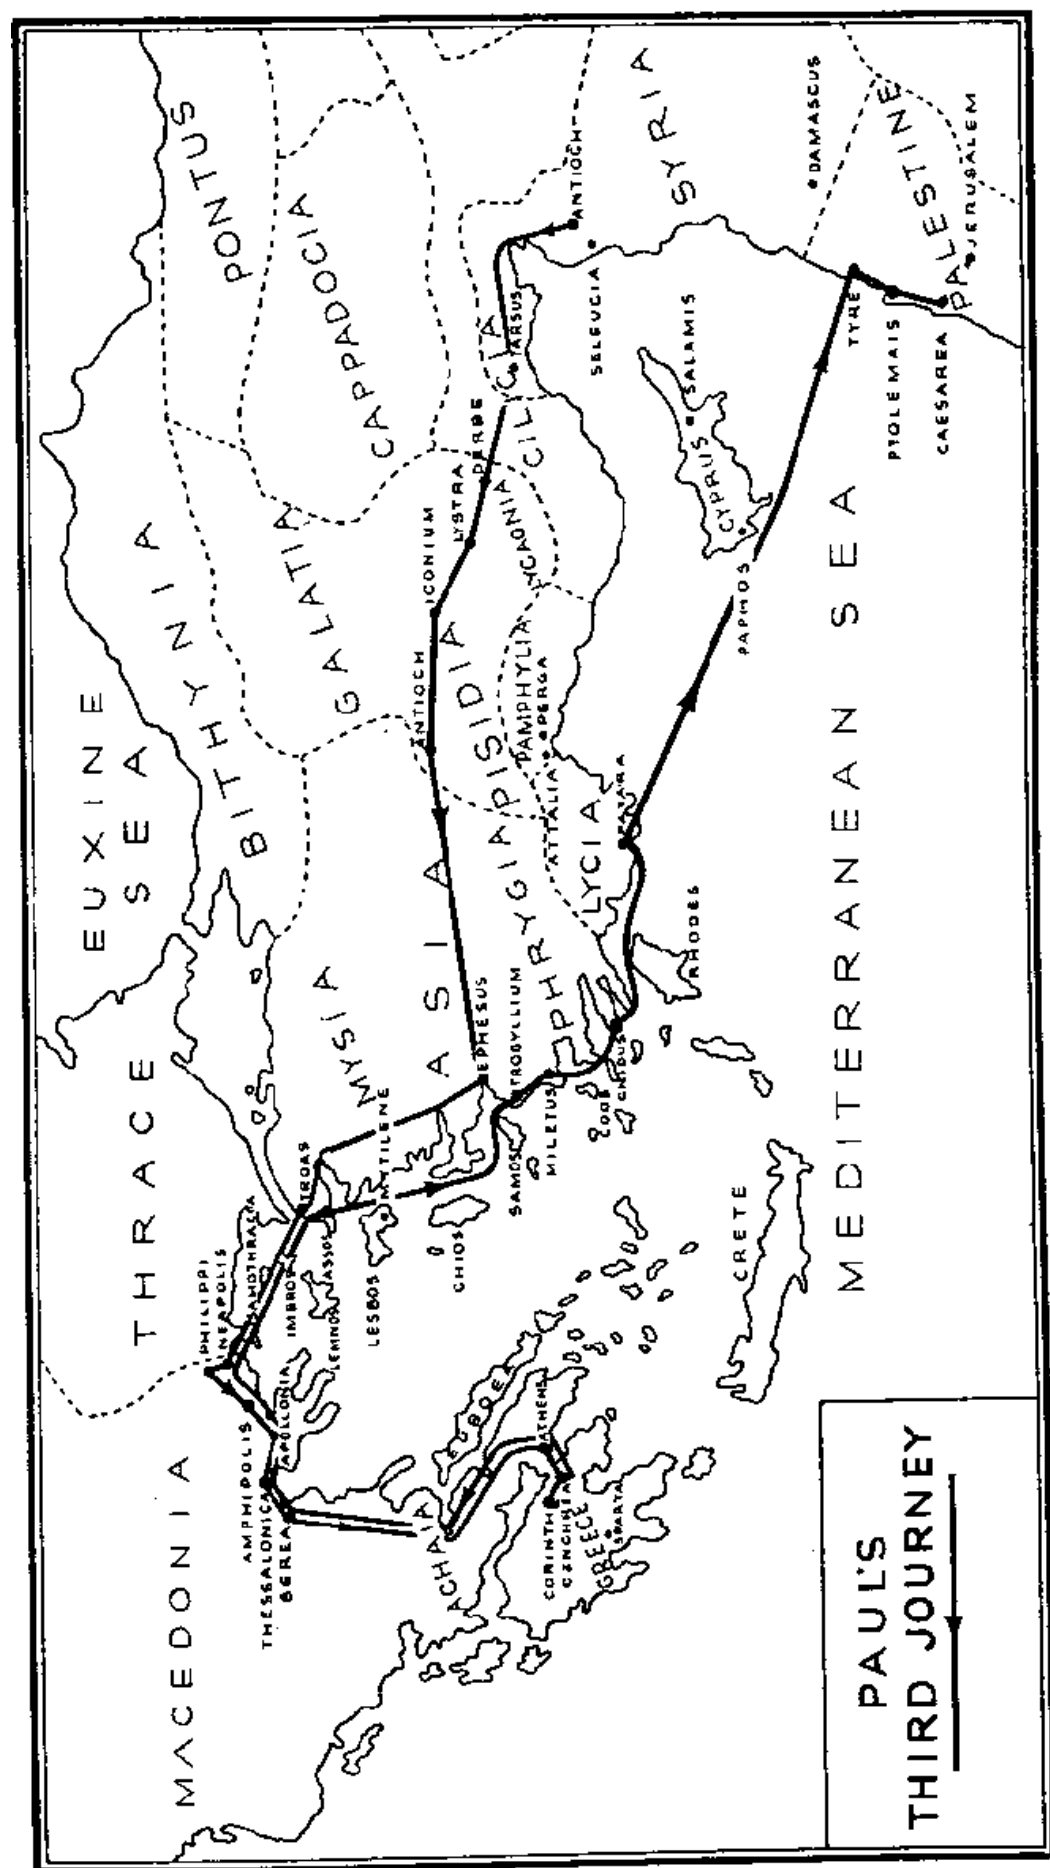 MACEDONIA
THRACE
EUXINE
SEA
BITHYNIA
PONTUS
GALATIA
CAPPADOCIA
MYSIA
ASIA
PHRYGIA
PISIDIA
LYCIA
PAMPHYLIA
LYCAONIA
CILICIA
SYRIA
PALESTINE
PHILIPPI
NEAPOLIS
SAMOTHRACIA
AMPHIPOLIS
APOLLONIA
THESSALONICA
BEREA
IMBROS
LEMNOS
TROAS
ASSOS
LESBOS
MYTILENE
CHIOS
EPHESUS
TROGYLLIUM
SAMOS
MILETUS
COOS
CNIDUS
RHODES
PATARA
ATTALIA
PERGA
ANTIOCH
ICONIUM
LYSTRA
DERBE
TARSUS
ANTIOCH
SELEUCIA
SALAMIS
CYPRUS
PAPHOS
DAMASCUS
TYRE
PTOLEMAIS
CAESAREA
JERUSALEM
ACHAIA
EUBOEA
ATHENS
CORINTH
CENCHREA
GREECE
SPARTA
CRETE
MEDITERRANEAN SEA
PAUL'S
THIRD JOURNEY